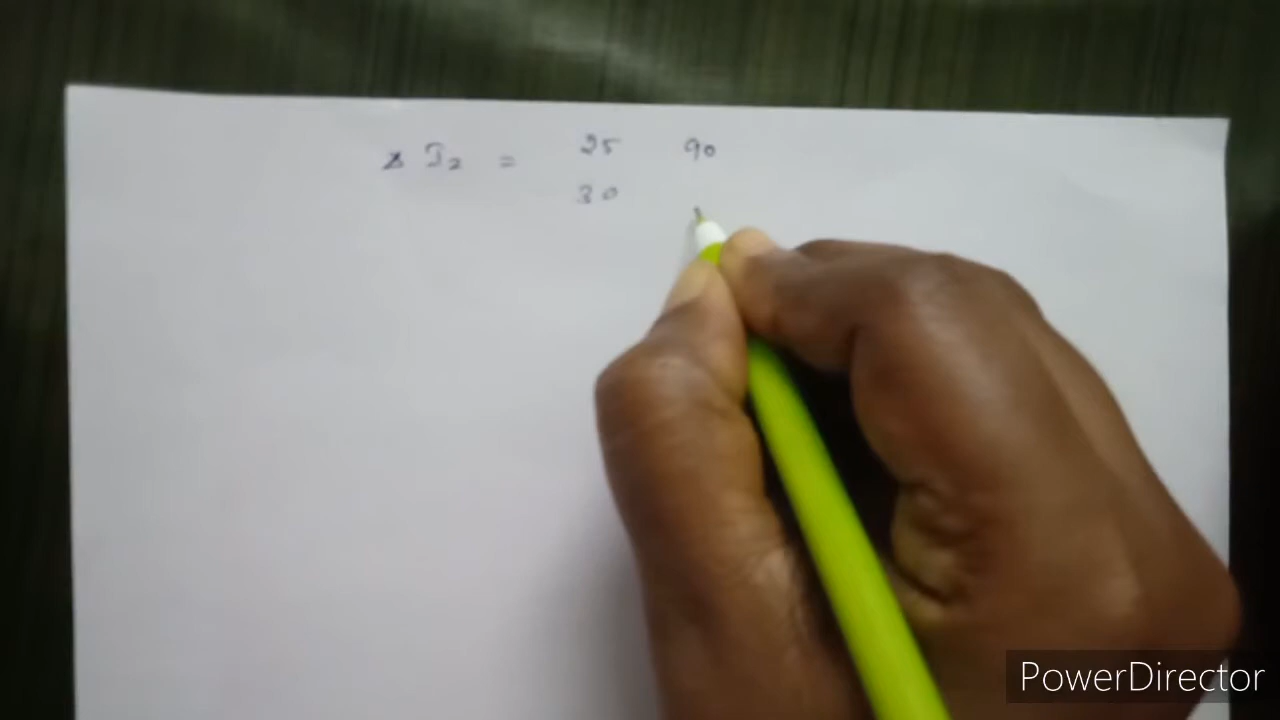 Δ I₂ = 25 90
30
PowerDirector